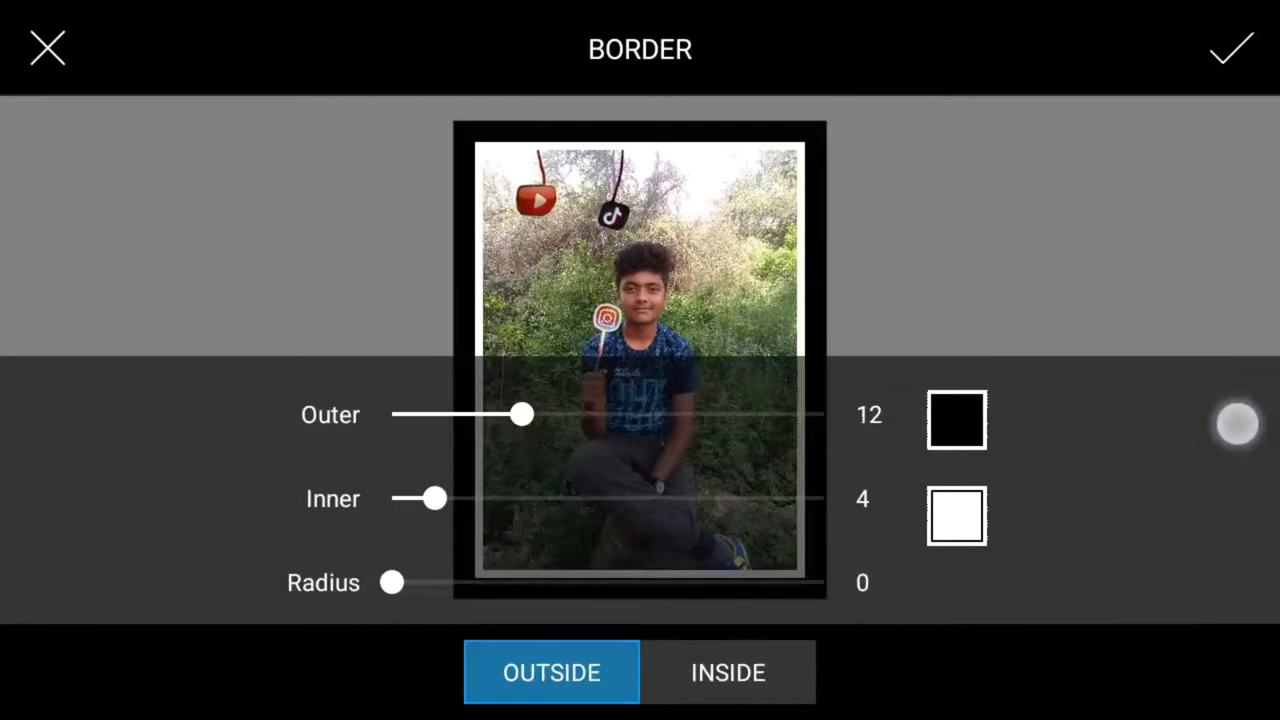 BORDER
Outer 12
Inner 4
Radius 0
OUTSIDE INSIDE